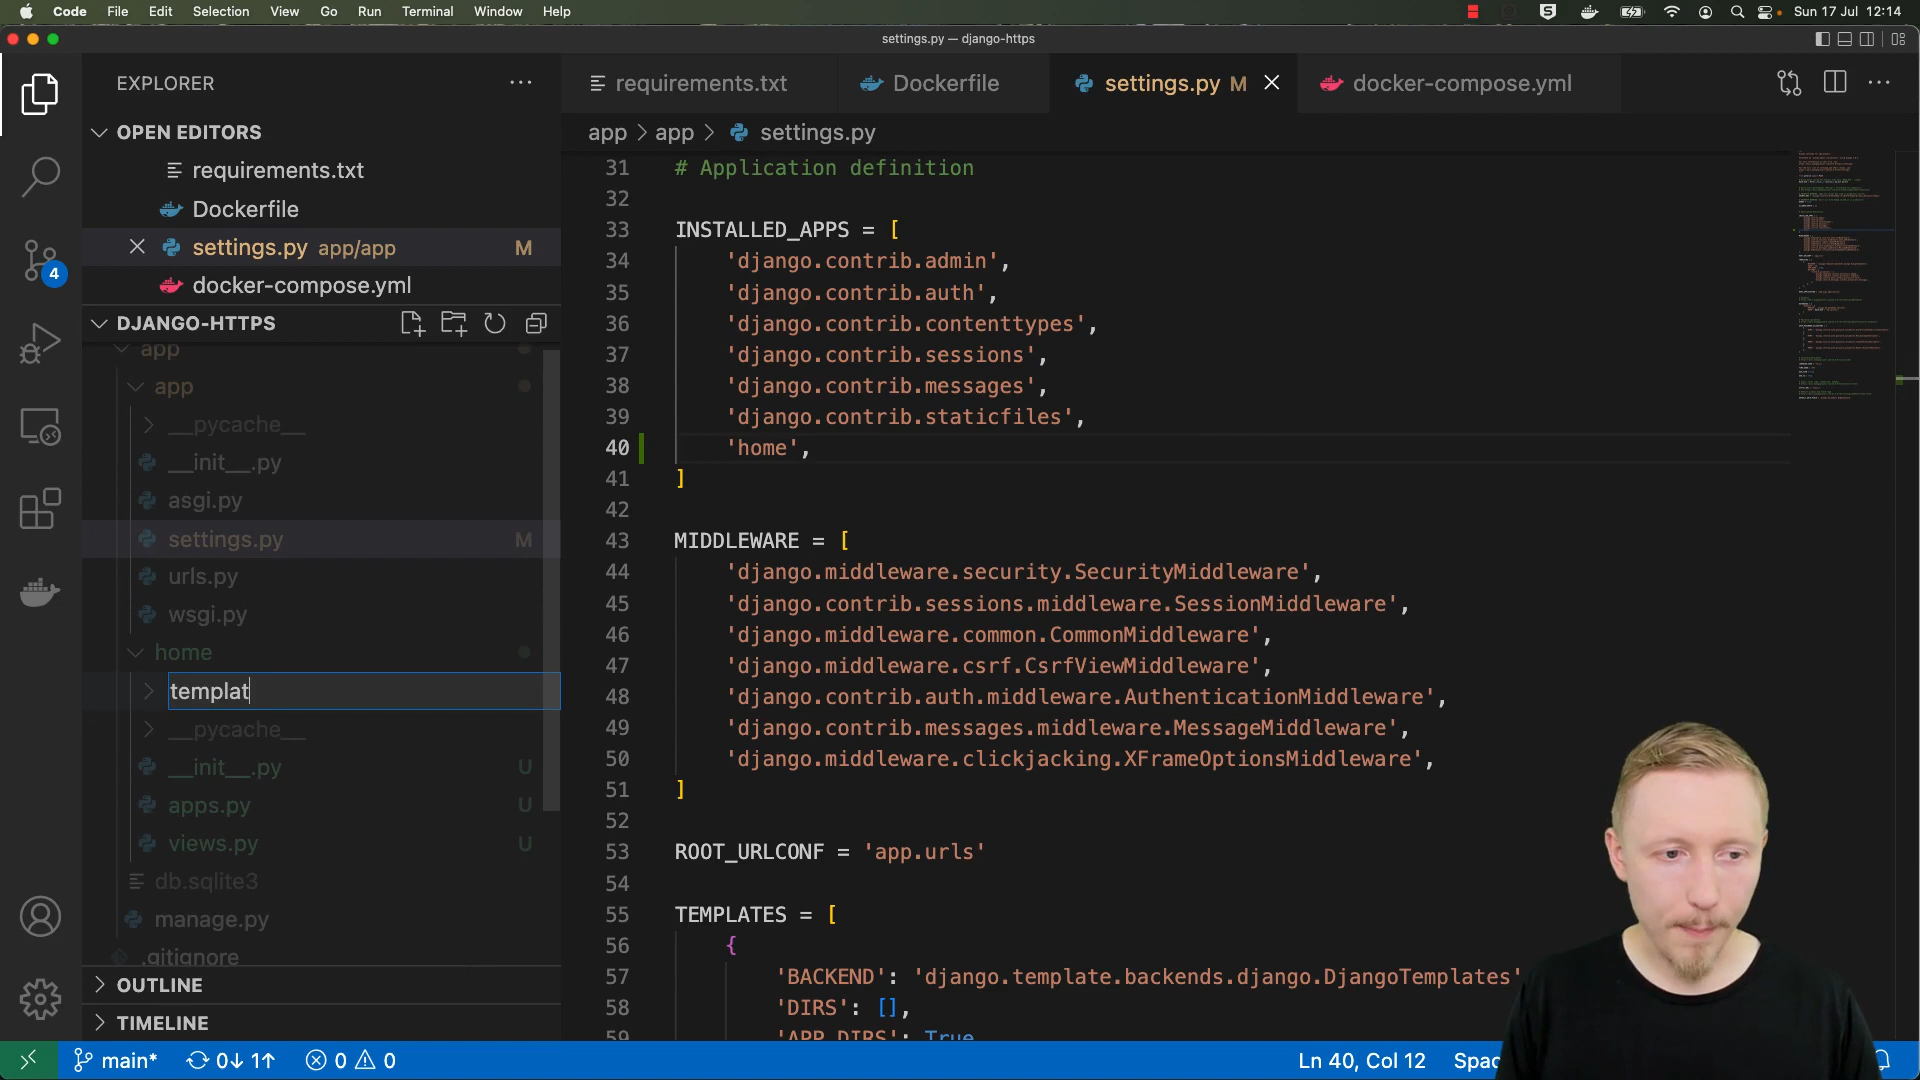 Code File Edit Selection View Go Run Terminal Window Help Sun 17 Jul 12:14
settings.py — django-https
EXPLORER
OPEN EDITORS
requirements.txt
Dockerfile
settings.py app/app M
docker-compose.yml
DJANGO-HTTPS
app
app
__pycache__
__init__.py
asgi.py
settings.py M
urls.py
wsgi.py
home
templat
__pycache__
__init__.py U
apps.py U
views.py U
db.sqlite3
manage.py
.gitignore
OUTLINE
TIMELINE
4
requirements.txt Dockerfile settings.py M docker-compose.yml
app > app > settings.py
31 # Application definition
32
33 INSTALLED_APPS = [
34 'django.contrib.admin',
35 'django.contrib.auth',
36 'django.contrib.contenttypes',
37 'django.contrib.sessions',
38 'django.contrib.messages',
39 'django.contrib.staticfiles',
40 'home',
41 ]
42
43 MIDDLEWARE = [
44 'django.middleware.security.SecurityMiddleware',
45 'django.contrib.sessions.middleware.SessionMiddleware',
46 'django.middleware.common.CommonMiddleware',
47 'django.middleware.csrf.CsrfViewMiddleware',
48 'django.contrib.auth.middleware.AuthenticationMiddleware',
49 'django.contrib.messages.middleware.MessageMiddleware',
50 'django.middleware.clickjacking.XFrameOptionsMiddleware',
51 ]
52
53 ROOT_URLCONF = 'app.urls'
54
55 TEMPLATES = [
56 {
57 'BACKEND': 'django.template.backends.django.DjangoTemplates'
58 'DIRS': [],
59 'APP_DIRS': True
main* 0↓ 1↑ 0 0 Ln 40, Col 12 Spac